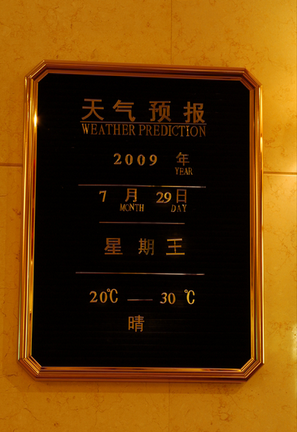 天气预报
WEATHER PREDICTION
2009 年
YEAR
7 月 29 日
MONTH DAY
星期王
20℃ — 30℃
晴